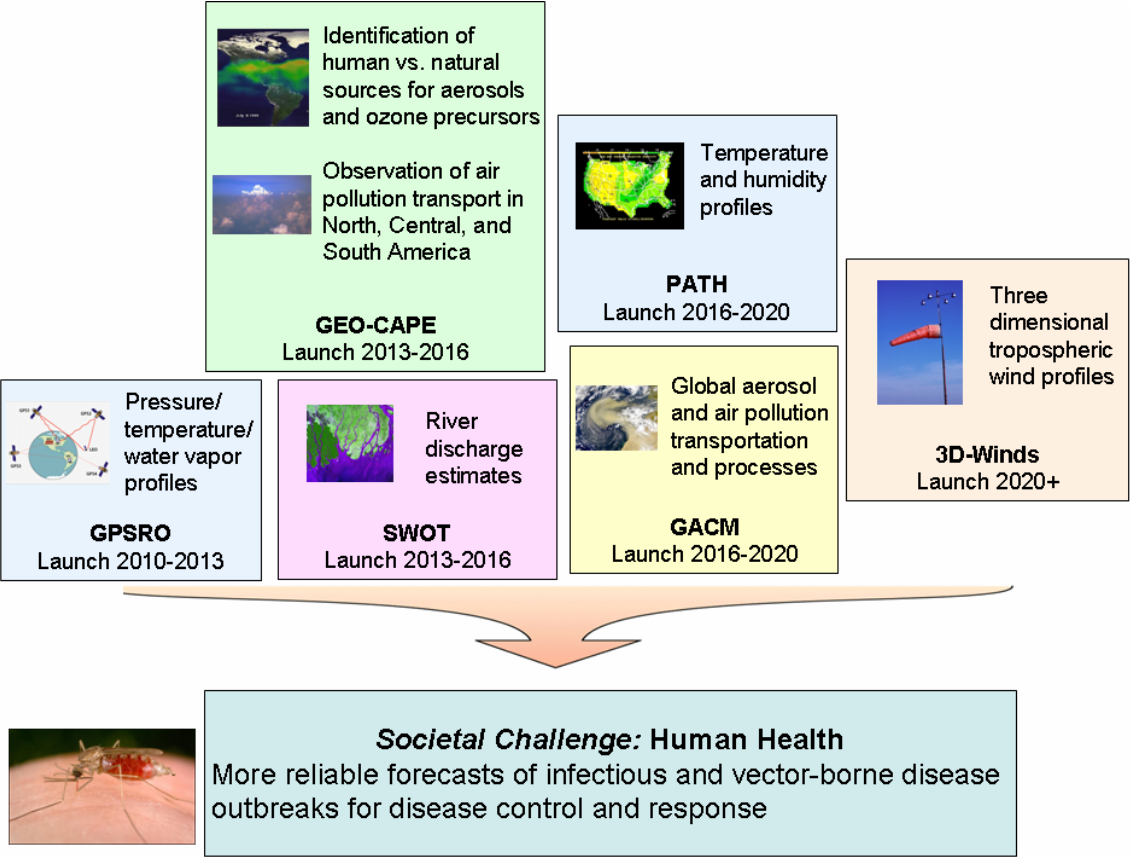 Identification of
human vs. natural
sources for aerosols
and ozone precursors
Observation of air
pollution transport in
North, Central, and
South America
GEO-CAPE
Launch 2013-2016
Temperature
and humidity
profiles
PATH
Launch 2016-2020
Three
dimensional
tropospheric
wind profiles
3D-Winds
Launch 2020+
Pressure/
temperature/
water vapor
profiles
GPSRO
Launch 2010-2013
River
discharge
estimates
SWOT
Launch 2013-2016
Global aerosol
and air pollution
transportation
and processes
GACM
Launch 2016-2020
Societal Challenge: Human Health
More reliable forecasts of infectious and vector-borne disease
outbreaks for disease control and response